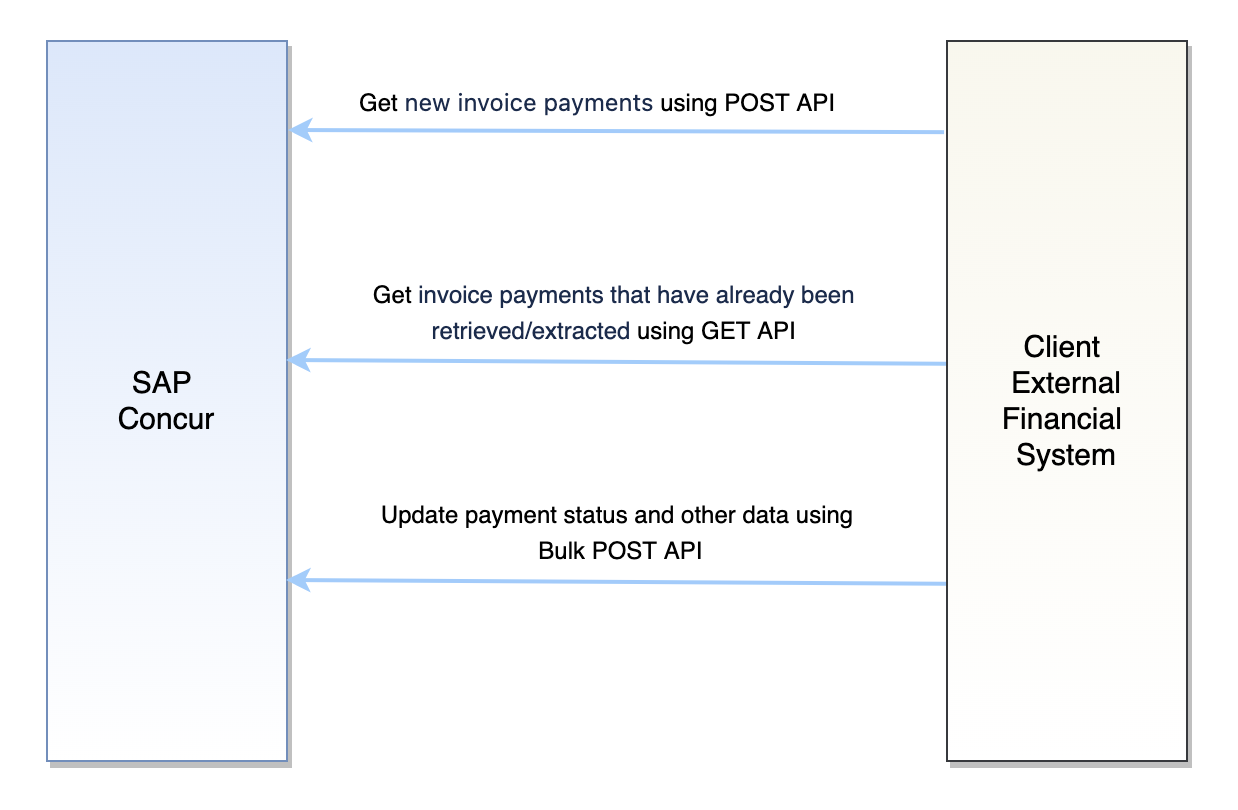 Get new invoice payments using POST API
Get invoice payments that have already been
retrieved/extracted using GET API
SAP
Concur
Client
External
Financial
System
Update payment status and other data using
Bulk POST API